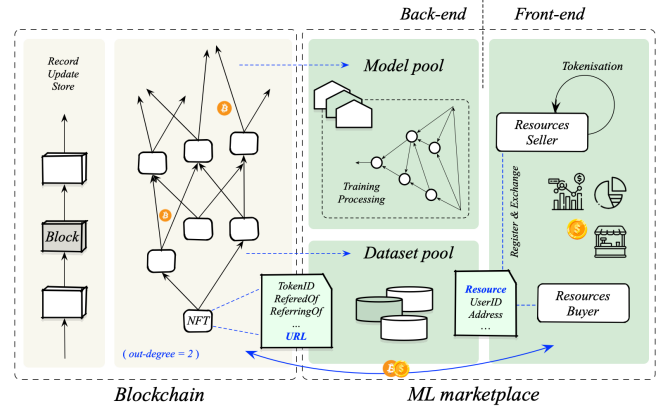 Back-end
Front-end
Record
Update
Store
Block
NFT
( out-degree = 2 )
TokenID
ReferedOf
ReferringOf
...
URL
Model pool
Training
Processing
Dataset pool
Tokenisation
Resources
Seller
Register & Exchange
Resource
UserID
Address
...
Resources
Buyer
Blockchain
ML marketplace